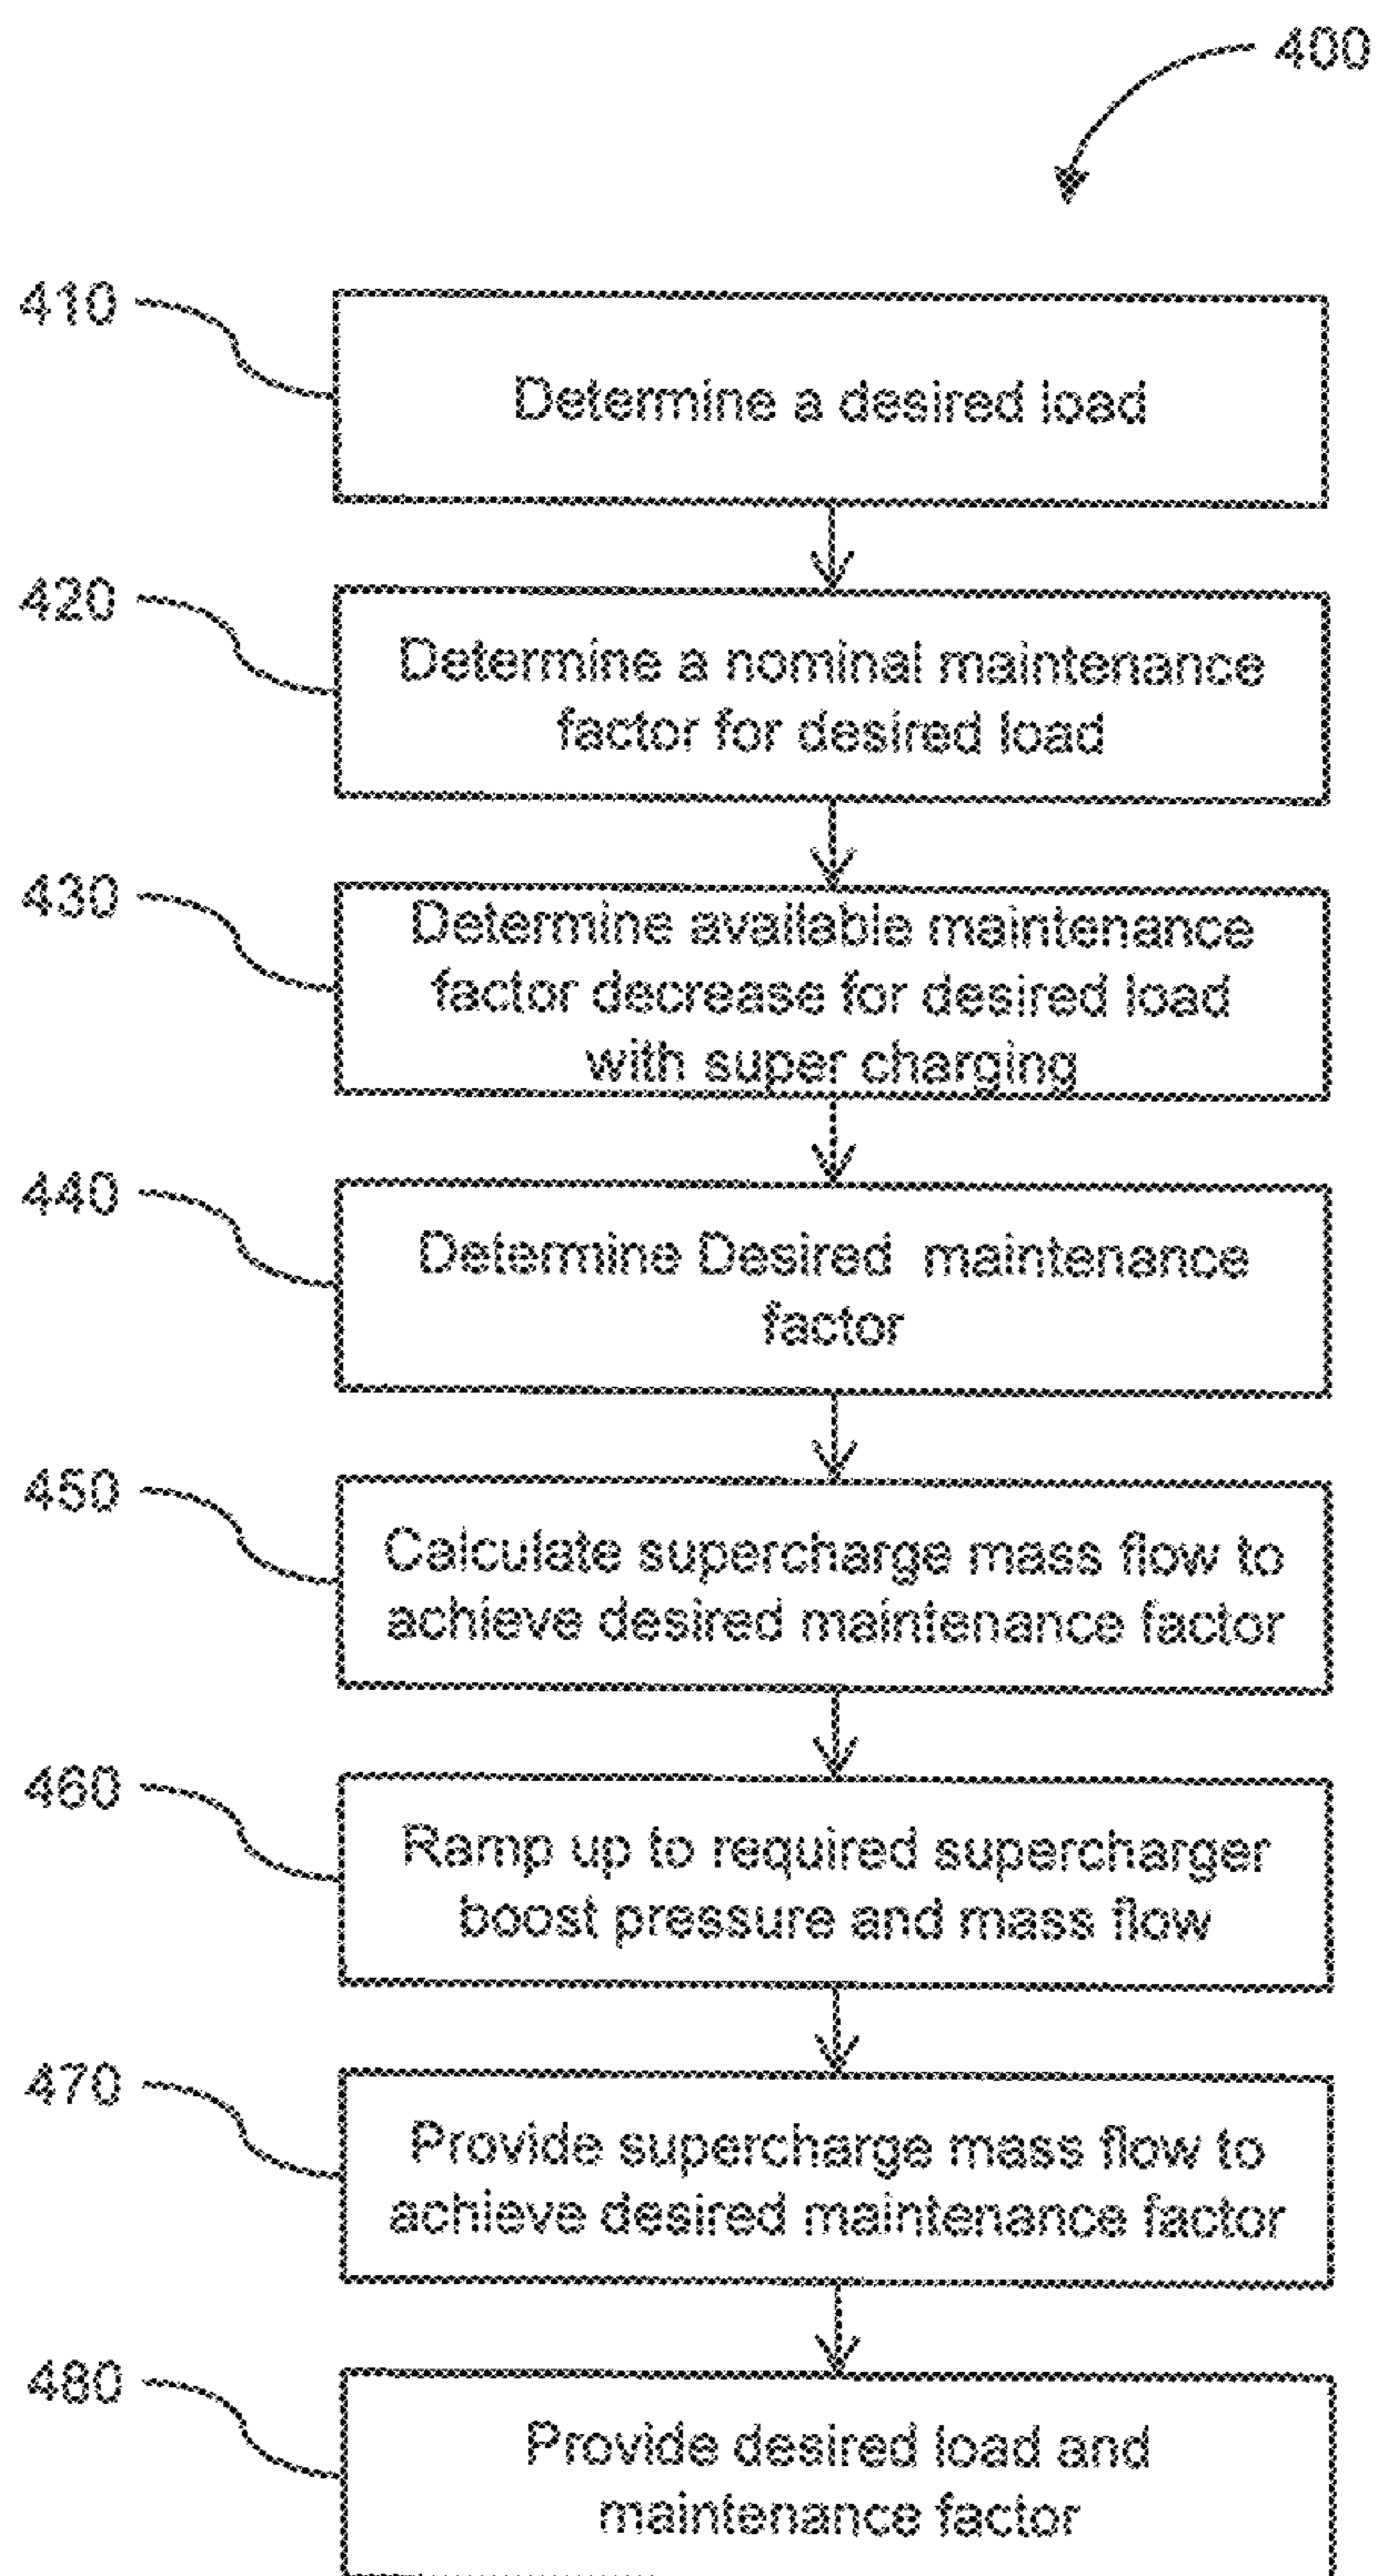 400
410
Determine a desired load
420
Determine a nominal maintenance
factor for desired load
430
Determine available maintenance
factor decrease for desired load
with super charging
440
Determine Desired maintenance
factor
450
Calculate supercharge mass flow to
achieve desired maintenance factor
460
Ramp up to required supercharger
boost pressure and mass flow
470
Provide supercharge mass flow to
achieve desired maintenance factor
480
Provide desired load and
maintenance factor